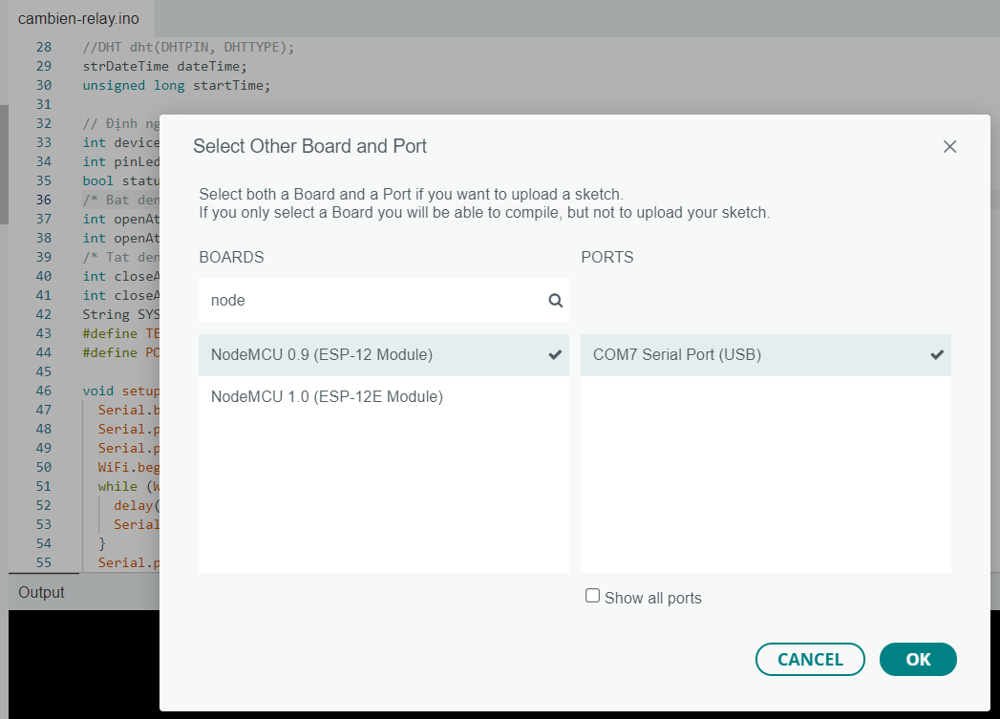 cambien-relay.ino
28 //DHT dht(DHTPIN, DHTTYPE);
29 strDateTime dateTime;
30 unsigned long startTime;
31
32 // Định ng
33 int device
34 int pinLed
35 bool statu
36 /* Bat den
37 int openAt
38 int openAt
39 /* Tat den
40 int closeA
41 int closeA
42 String SYS
43 #define TE
44 #define PO
45
46 void setup
47 Serial.b
48 Serial.p
49 Serial.p
50 WiFi.beg
51 while (W
52 delay(
53 Serial
54 }
55 Serial.p
Output
Select Other Board and Port
Select both a Board and a Port if you want to upload a sketch.
If you only select a Board you will be able to compile, but not to upload your sketch.
BOARDS
node
NodeMCU 0.9 (ESP-12 Module)
NodeMCU 1.0 (ESP-12E Module)
PORTS
COM7 Serial Port (USB)
Show all ports
CANCEL
OK